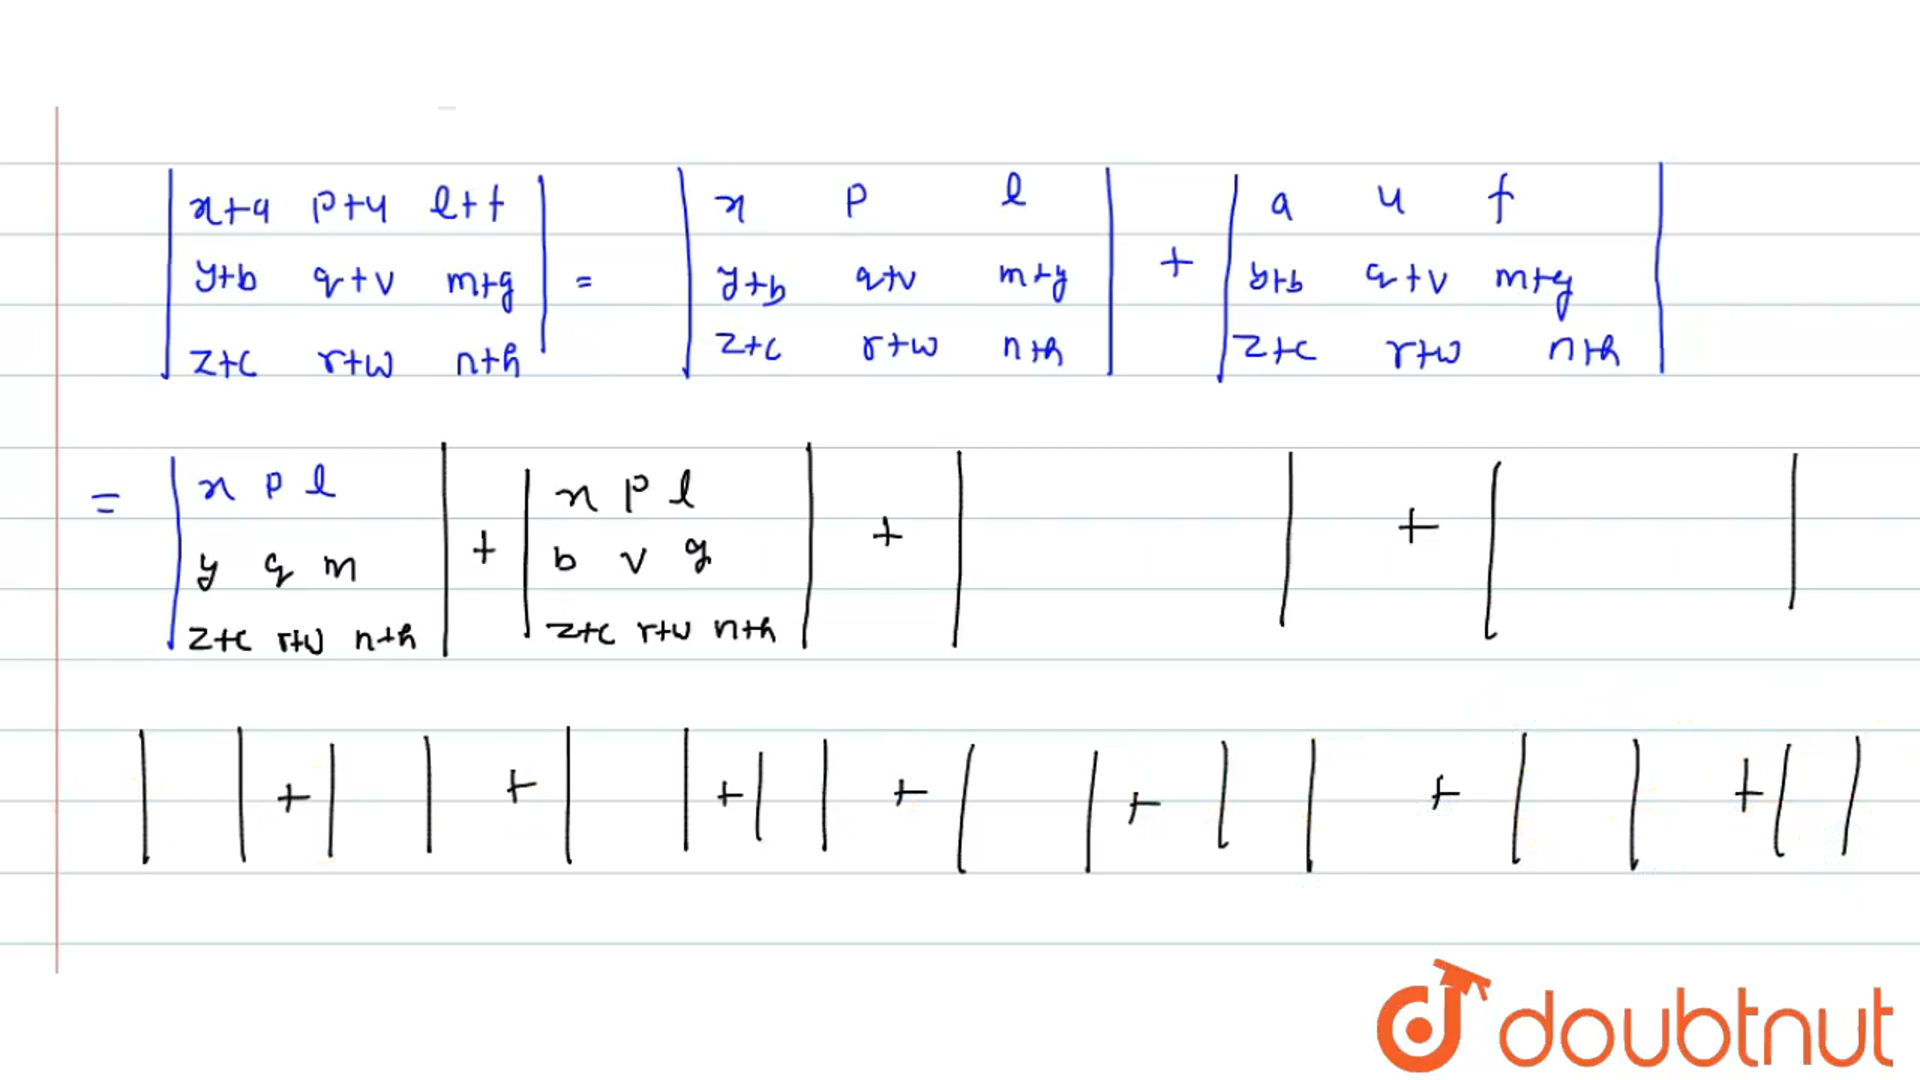 | x+a p+u l+f | = | x p l | + | a u f |
| y+b q+v m+g | | y+b q+v m+g | | y+b q+v m+g |
| z+c r+w n+h | | z+c r+w n+h | | z+c r+w n+h |
= | x p l | + | x p l | + | | + | |
| y q m | | b v g |
| z+c r+w n+h | | z+c r+w n+h |
| | + | | + | | + | | + | | + | | + | | + | |
doubtnut